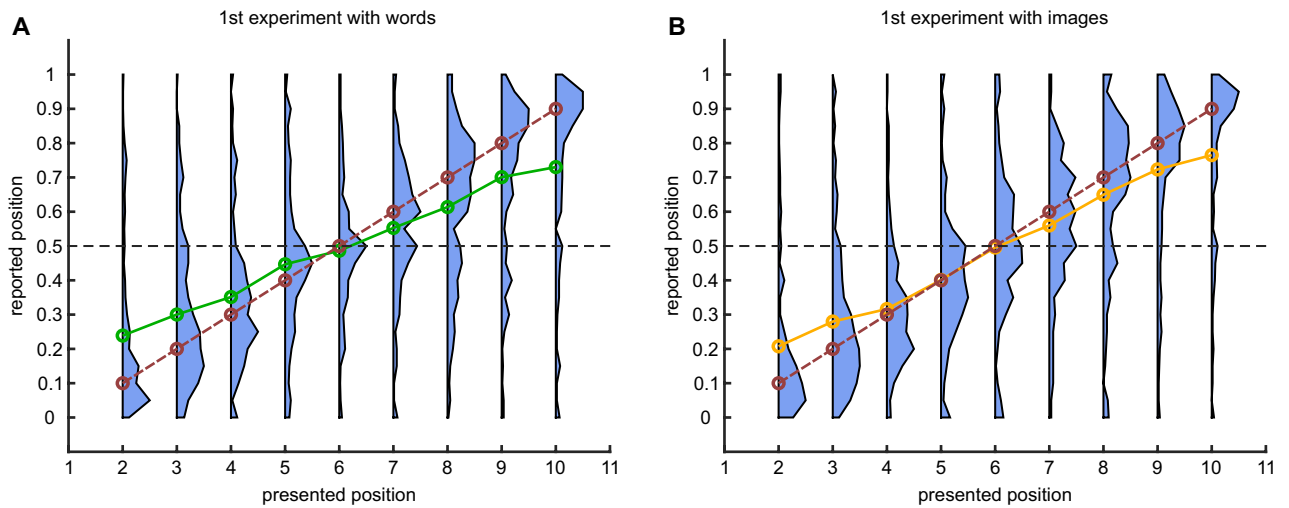 A
1st experiment with words
reported position
1
0.9
0.8
0.7
0.6
0.5
0.4
0.3
0.2
0.1
0
1 2 3 4 5 6 7 8 9 10 11
presented position
B
1st experiment with images
reported position
1
0.9
0.8
0.7
0.6
0.5
0.4
0.3
0.2
0.1
0
1 2 3 4 5 6 7 8 9 10 11
presented position